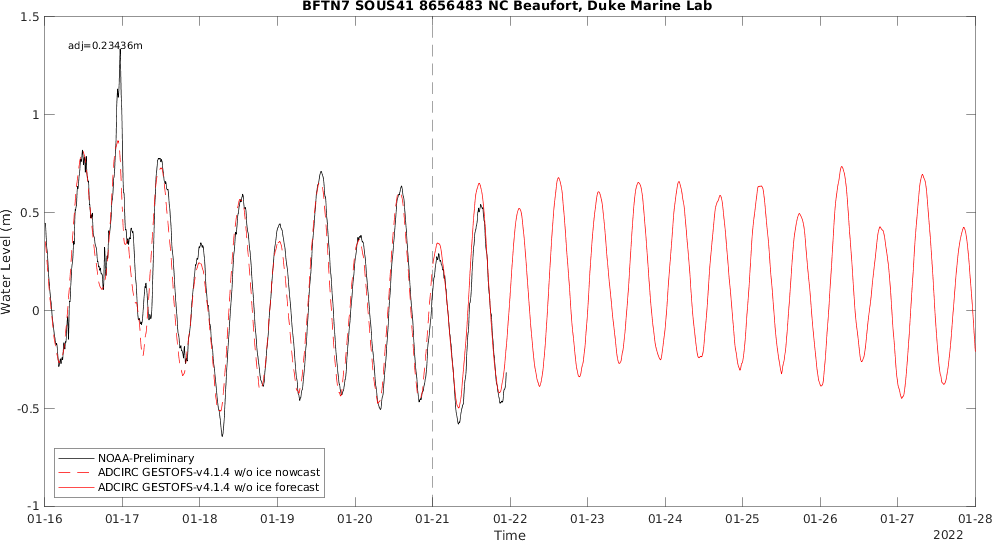 BFTN7 SOUS41 8656483 NC Beaufort, Duke Marine Lab
1.5
adj=0.23436m
1
0.5
0
-0.5
-1
Water Level (m)
NOAA-Preliminary
ADCIRC GESTOFS-v4.1.4 w/o ice nowcast
ADCIRC GESTOFS-v4.1.4 w/o ice forecast
01-16 01-17 01-18 01-19 01-20 01-21 01-22 01-23 01-24 01-25 01-26 01-27 01-28
Time
2022